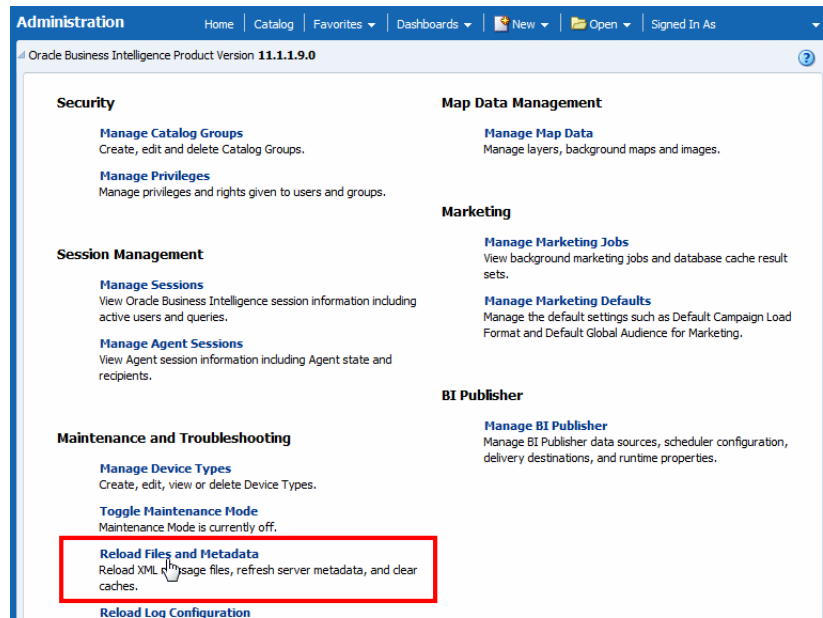 Administration
Home Catalog Favorites Dashboards New Open Signed In As
Oracle Business Intelligence Product Version 11.1.1.9.0
Security
Manage Catalog Groups
Create, edit and delete Catalog Groups.
Manage Privileges
Manage privileges and rights given to users and groups.
Session Management
Manage Sessions
View Oracle Business Intelligence session information including
active users and queries.
Manage Agent Sessions
View Agent session information including Agent state and
recipients.
Maintenance and Troubleshooting
Manage Device Types
Create, edit, view or delete Device Types.
Toggle Maintenance Mode
Maintenance Mode is currently off.
Reload Files and Metadata
Reload XML message files, refresh server metadata, and clear
caches.
Reload Log Configuration
Map Data Management
Manage Map Data
Manage layers, background maps and images.
Marketing
Manage Marketing Jobs
View background marketing jobs and database cache result
sets.
Manage Marketing Defaults
Manage the default settings such as Default Campaign Load
Format and Default Global Audience for Marketing.
BI Publisher
Manage BI Publisher
Manage BI Publisher data sources, scheduler configuration,
delivery destinations, and runtime properties.